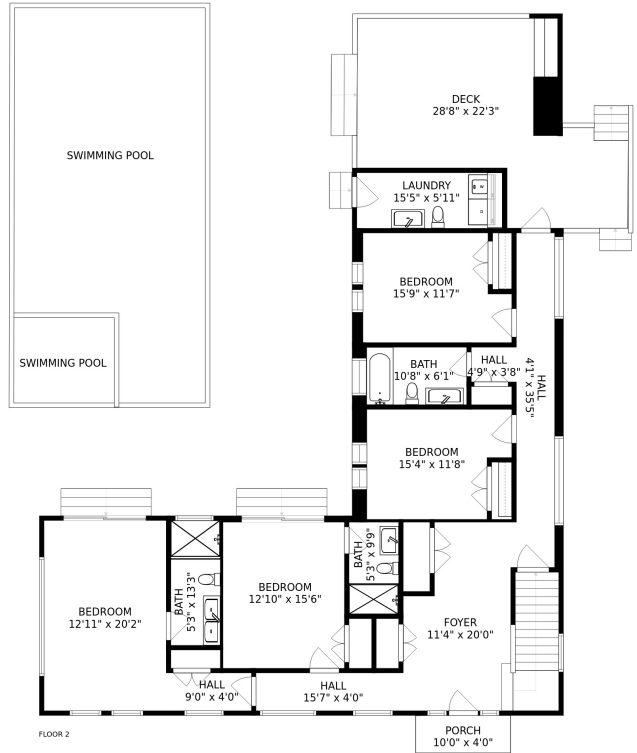 DECK
28'8" x 22'3"
SWIMMING POOL
LAUNDRY
15'5" x 5'11"
BEDROOM
15'9" x 11'7"
SWIMMING POOL
BATH
10'8" x 6'1"
HALL
4'9" x 3'8"
HALL
4'1" x 35'5"
BEDROOM
15'4" x 11'8"
BATH
5'3" x 9'9"
BATH
5'3" x 13'3"
BEDROOM
12'10" x 15'6"
BEDROOM
12'11" x 20'2"
FOYER
11'4" x 20'0"
HALL
9'0" x 4'0"
HALL
15'7" x 4'0"
PORCH
10'0" x 4'0"
FLOOR 2